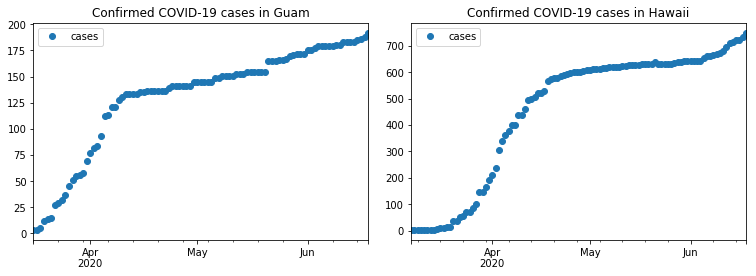 Confirmed COVID-19 cases in Guam
cases
200
175
150
125
100
75
50
25
0
Apr
2020
May
Jun
Confirmed COVID-19 cases in Hawaii
cases
700
600
500
400
300
200
100
0
Apr
2020
May
Jun